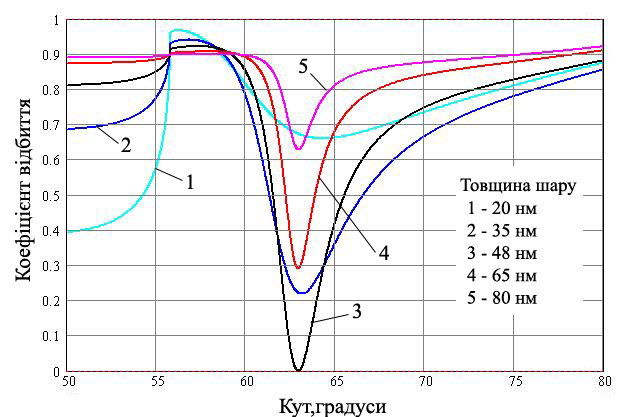 1
0.9
0.8
0.7
0.6
0.5
0.4
0.3
0.2
0.1
0
50
55
60
65
70
75
80
Коефіцієнт відбиття
Кут,градуси
5
2
1
4
3
Товщина шару
1 - 20 нм
2 - 35 нм
3 - 48 нм
4 - 65 нм
5 - 80 нм